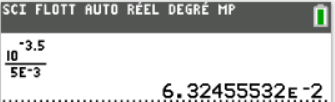 SCI FLOTT AUTO RÉEL DEGRÉ MP
10^-3.5
5E-3
6.32455532E-2